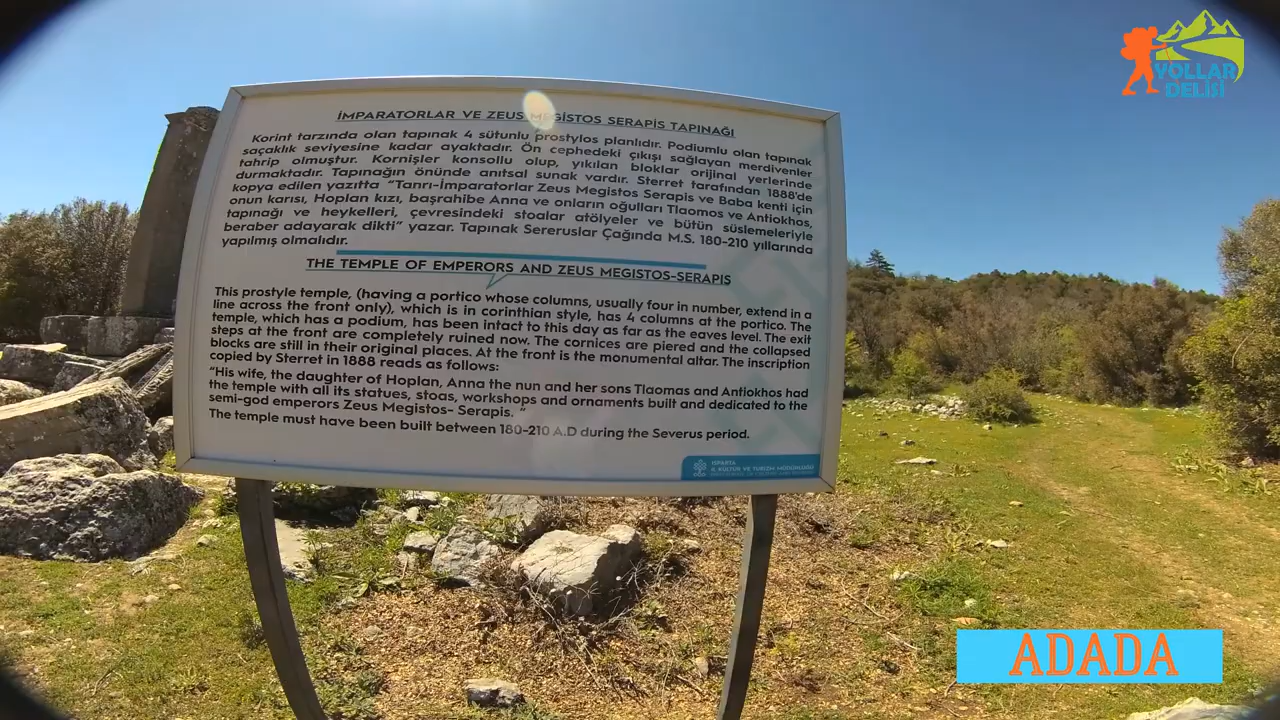 YOLLAR
DELİSİ
İMPARATORLAR VE ZEUS MEGİSTOS SERAPİS TAPINAĞI
Korint tarzında olan tapınak 4 sütunlu prostylos planlıdır. Podiumlu olan tapınak
saçaklık seviyesine kadar ayaktadır. Ön cephedeki çıkışı sağlayan merdivenler
tahrip olmuştur. Kornişler konsollu olup, yıkılan bloklar orijinal yerlerinde
durmaktadır. Tapınağın önünde anıtsal sunak vardır. Sterret tarafından 1888'de
kopya edilen yazıtta "Tanrı-İmparatorlar Zeus Megistos Serapis ve Baba kenti için
onun karısı, Hoplan kızı, başrahibe Anna ve onların oğulları Tlaomos ve Antiokhos,
tapınağı ve heykelleri, çevresindeki stoalar atölyeler ve bütün süslemeleriyle
beraber adayarak dikti" yazar. Tapınak Sereruslar Çağında M.S. 180-210 yıllarında
yapılmış olmalıdır.
THE TEMPLE OF EMPERORS AND ZEUS MEGISTOS-SERAPIS
This prostyle temple, (having a portico whose columns, usually four in number, extend in a
line across the front only), which is in corinthian style, has 4 columns at the portico. The
temple, which has a podium, has been intact to this day as far as the eaves level. The exit
steps at the front are completely ruined now. The cornices are piered and the collapsed
blocks are still in their original places. At the front is the monumental altar. The inscription
copied by Sterret in 1888 reads as follows:
"His wife, the daughter of Hoplan, Anna the nun and her sons Tlaomas and Antiokhos had
the temple with all its statues, stoas, workshops and ornaments built and dedicated to the
semi-god emperors Zeus Megistos- Serapis. "
The temple must have been built between 180-210 A.D during the Severus period.
ISPARTA
İL KÜLTÜR VE TURİZM MÜDÜRLÜĞÜ
ADADA